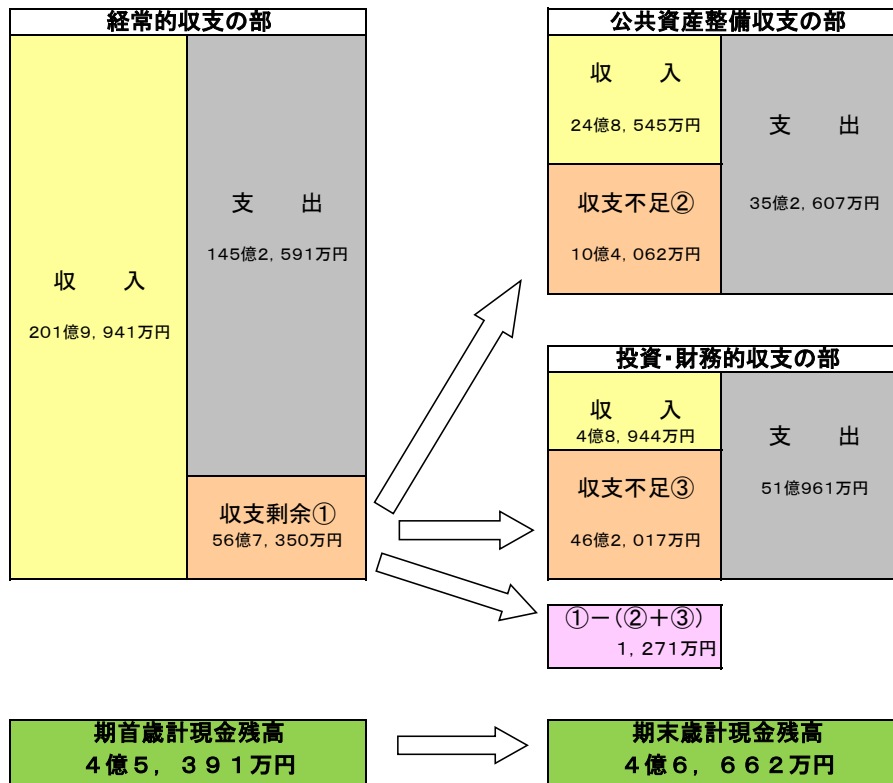 経常的収支の部
収　　入
201億9,941万円
支　　出
145億2,591万円
収支剰余①
56億7,350万円
公共資産整備収支の部
収　　入
24億8,545万円
収支不足②
10億4,062万円
支　　出
35億2,607万円
投資・財務的収支の部
収　　入
4億8,944万円
収支不足③
46億2,017万円
支　　出
51億961万円
①－(②＋③)
1,271万円
期首歳計現金残高
４億５，３９１万円
期末歳計現金残高
４億６，６６２万円